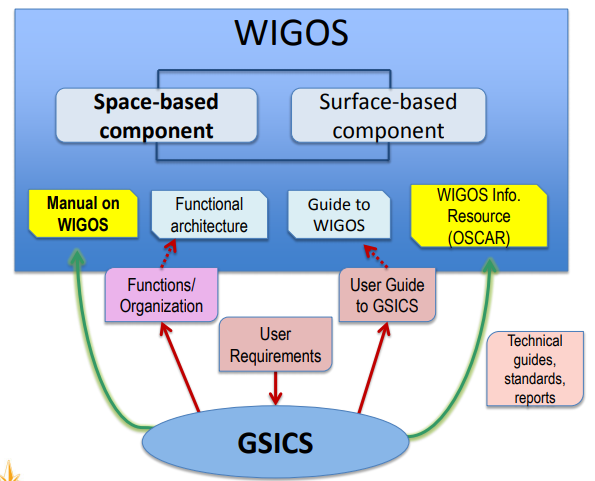 WIGOS
Space-based
component
Surface-based
component
Manual on
WIGOS
Functional
architecture
Guide to
WIGOS
WIGOS Info.
Resource
(OSCAR)
Functions/
Organization
User Guide
to GSICS
User
Requirements
Technical
guides,
standards,
reports
GSICS